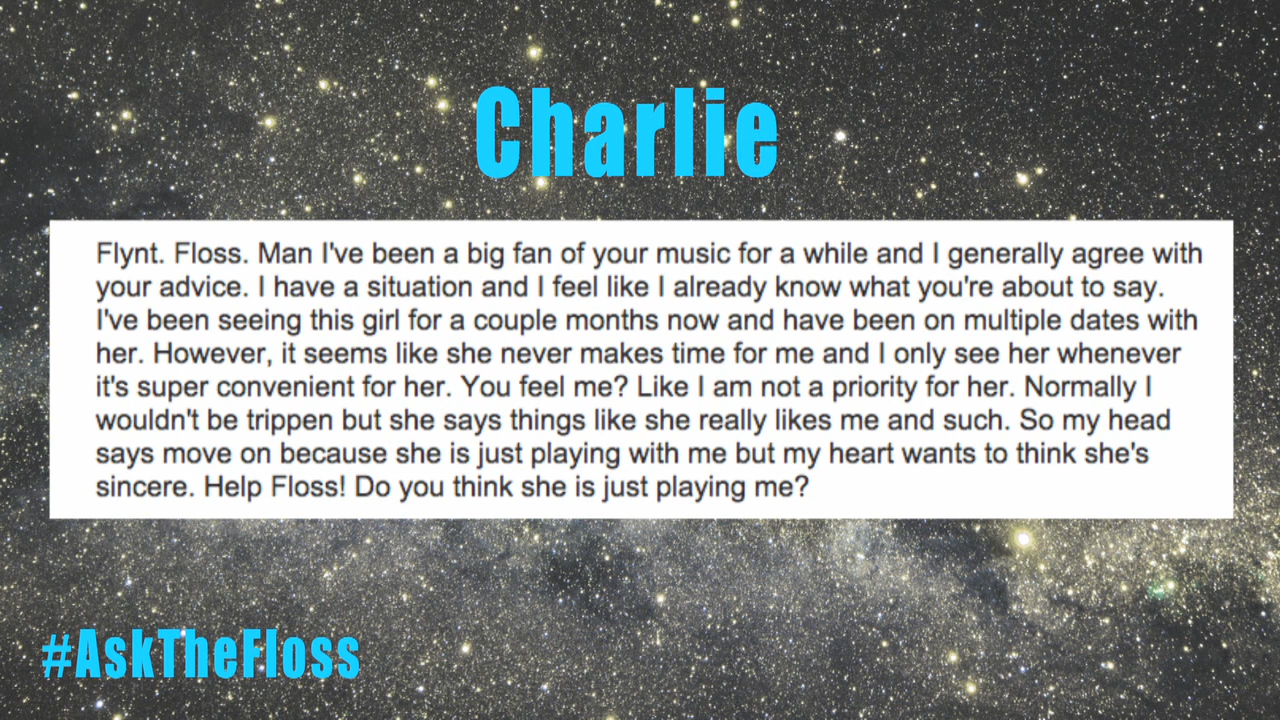 Charlie
Flynt. Floss. Man I've been a big fan of your music for a while and I generally agree with
your advice. I have a situation and I feel like I already know what you're about to say.
I've been seeing this girl for a couple months now and have been on multiple dates with
her. However, it seems like she never makes time for me and I only see her whenever
it's super convenient for her. You feel me? Like I am not a priority for her. Normally I
wouldn't be trippen but she says things like she really likes me and such. So my head
says move on because she is just playing with me but my heart wants to think she's
sincere. Help Floss! Do you think she is just playing me?
#AskTheFloss